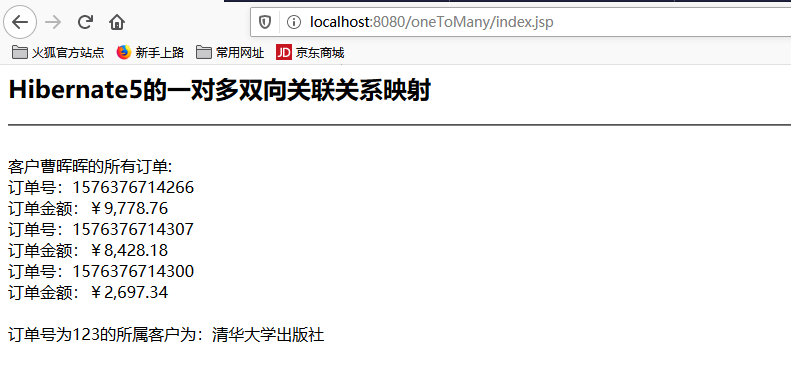 localhost:8080/oneToMany/index.jsp
火狐官方站点 新手上路 常用网址 JD 京东商城
Hibernate5的一对多双向关联关系映射
客户曹晖晖的所有订单:
订单号：1576376714266
订单金额：￥9,778.76
订单号：1576376714307
订单金额：￥8,428.18
订单号：1576376714300
订单金额：￥2,697.34
订单号为123的所属客户为：清华大学出版社